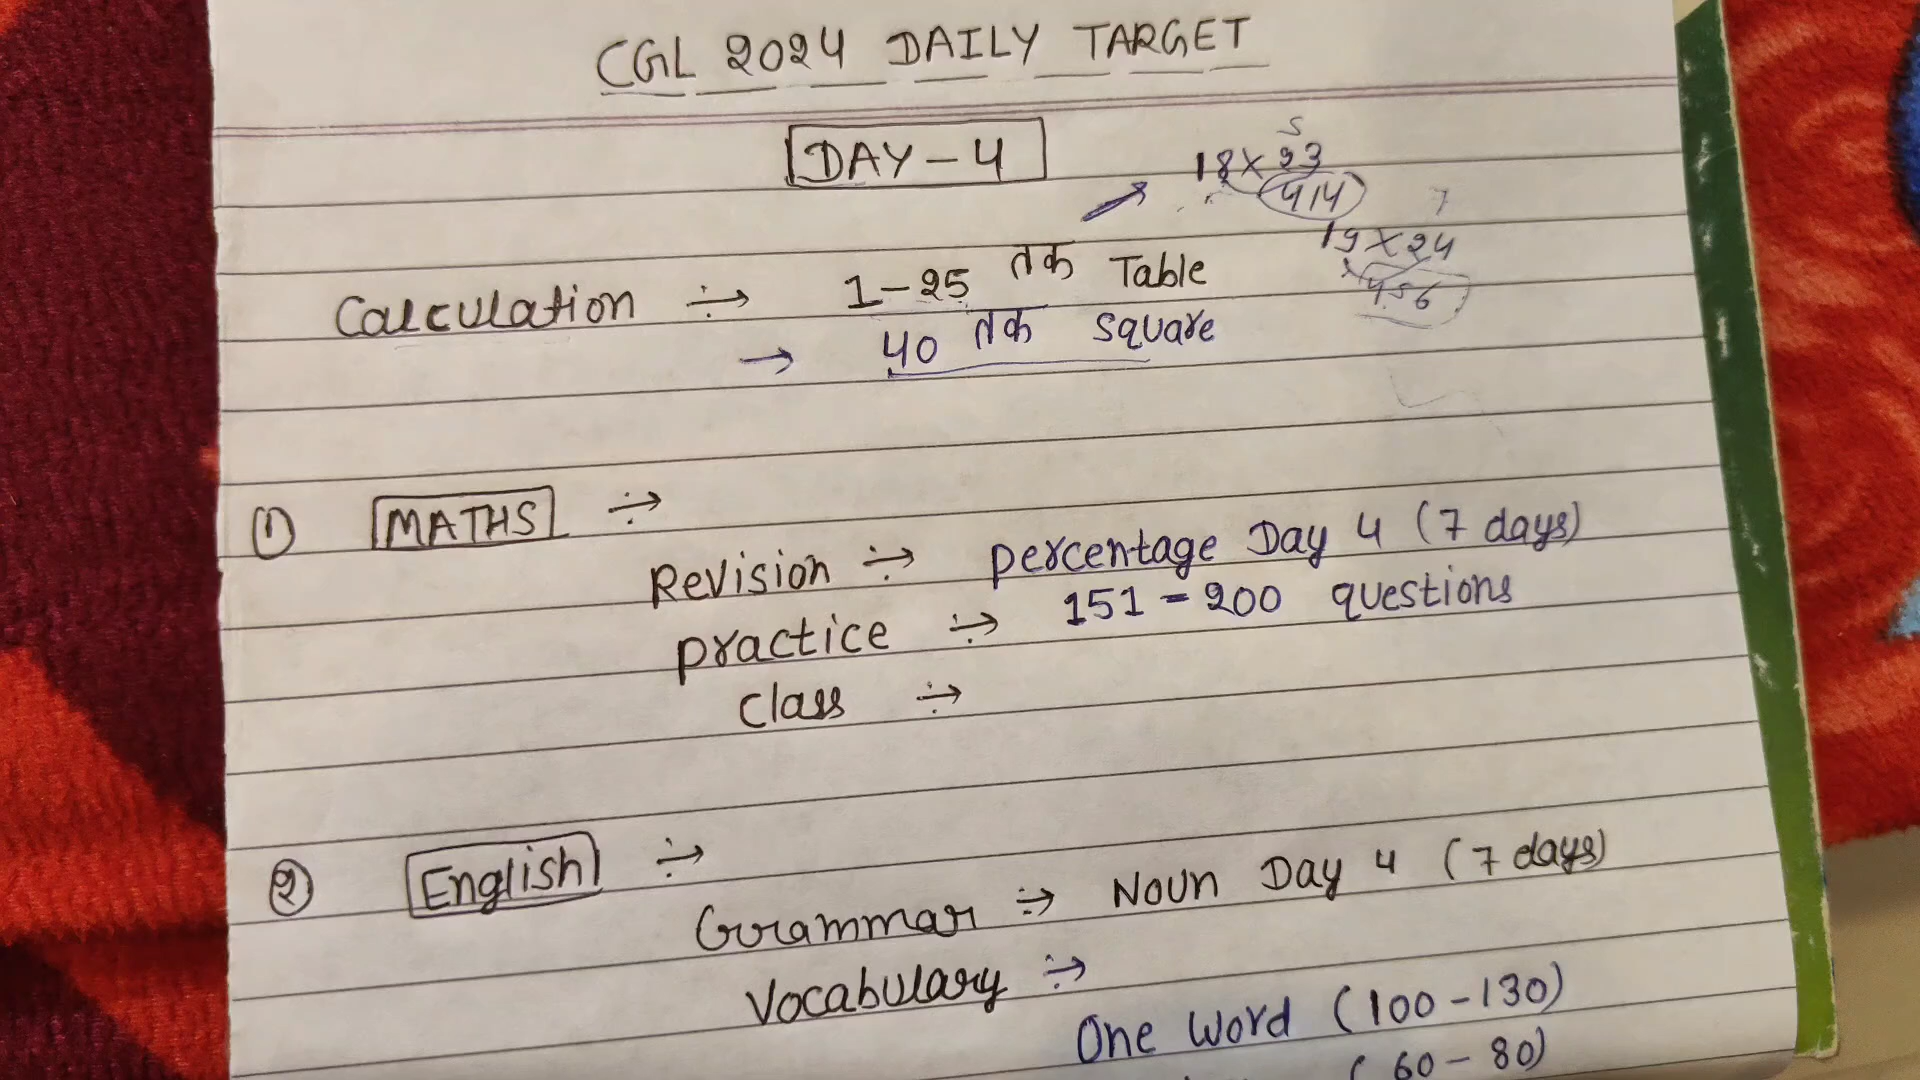 CGL 2024 DAILY TARGET
DAY - 4
5
18 × 23
414
7
19 × 24
456
Calculation ÷→ 1-25 तक Table
→ 40 तक square
① MATHS ÷→
Revision ÷→ percentage Day 4 (7 days)
practice ÷→ 151 - 200 questions
class ÷→
② English ÷→
Grammar ÷→ Noun Day 4 (7 days)
Vocabulary ÷→
One Word (100 - 130)
(60 - 80)